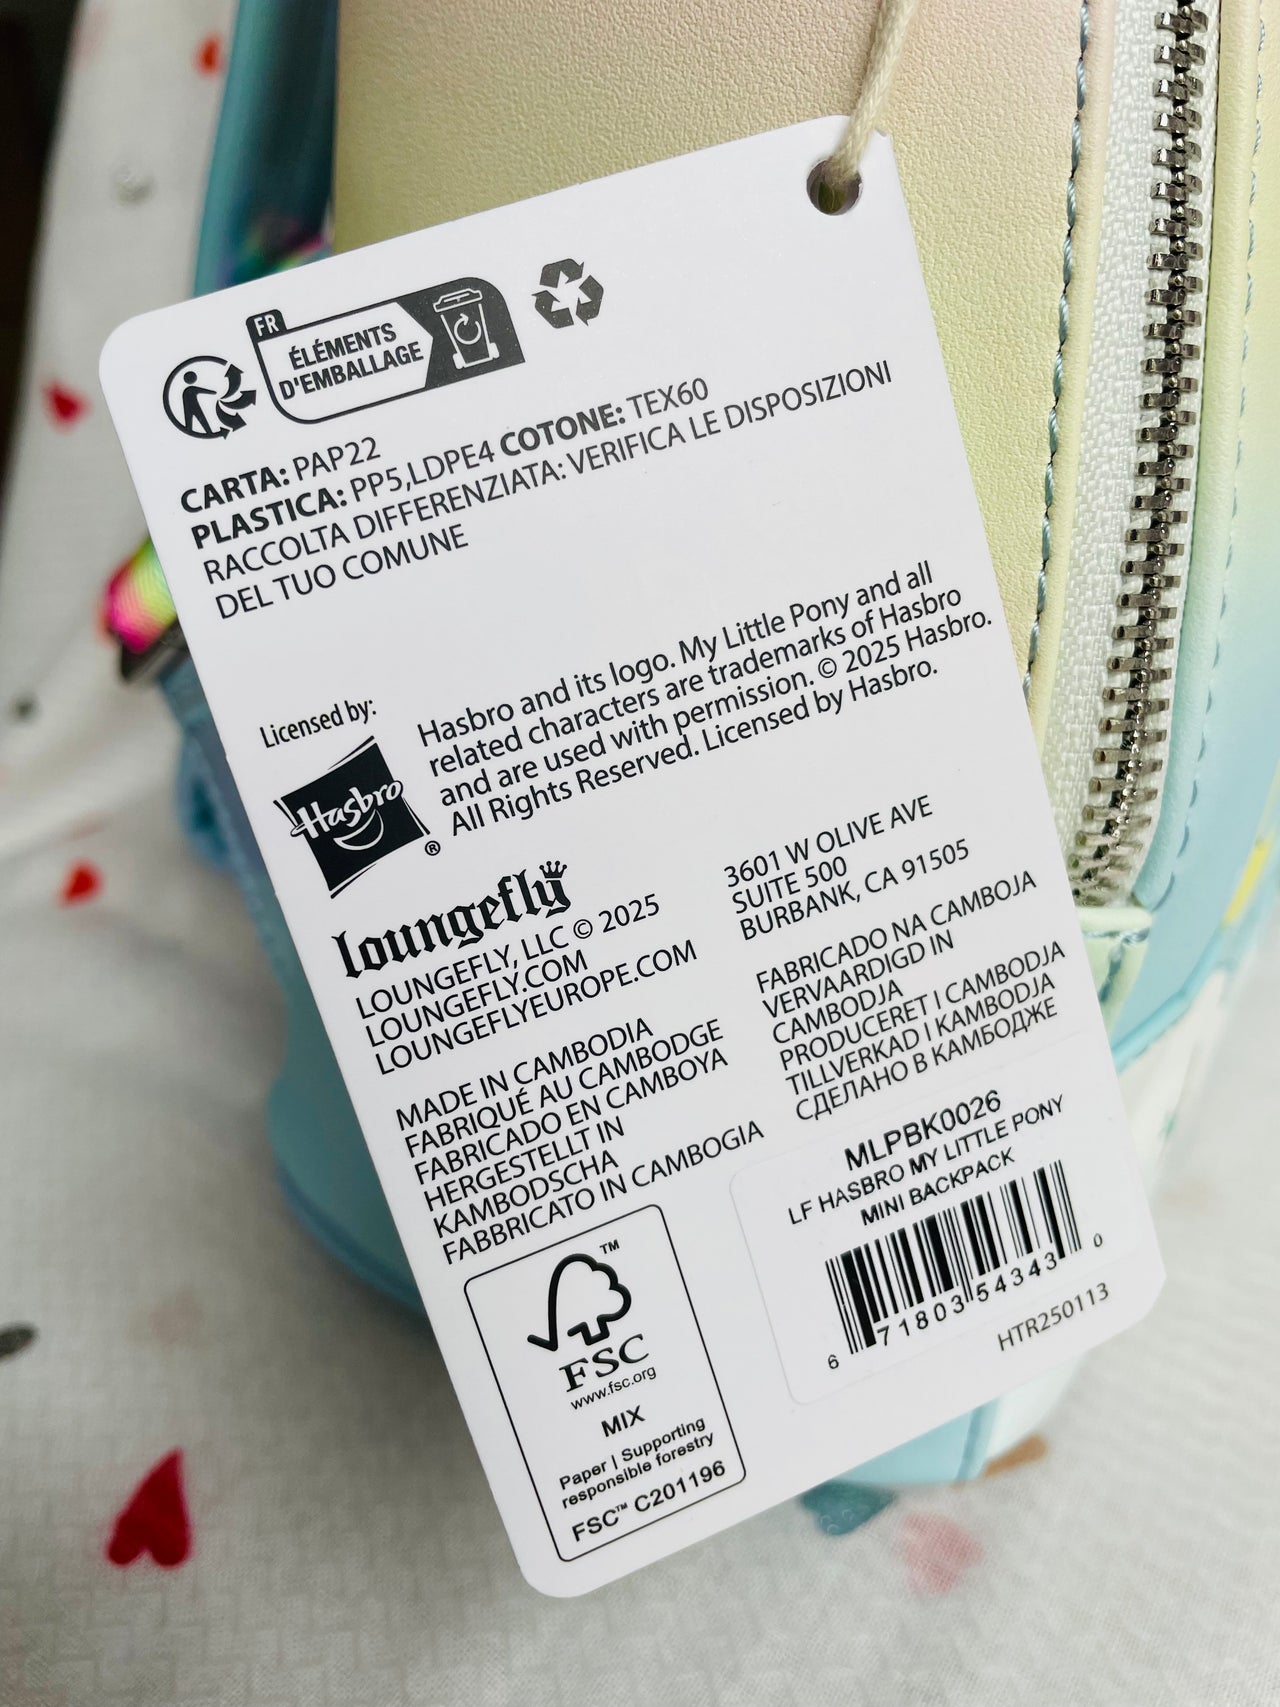 FR
ÉLÉMENTS
D'EMBALLAGE
CARTA: PAP22
PLASTICA: PP5,LDPE4 COTONE: TEX60
RACCOLTA DIFFERENZIATA: VERIFICA LE DISPOSIZIONI
DEL TUO COMUNE
Licensed by:
Hasbro
®
Hasbro and its logo. My Little Pony and all
related characters are trademarks of Hasbro
and are used with permission. © 2025 Hasbro.
All Rights Reserved. Licensed by Hasbro.
loungefly
LOUNGEFLY, LLC © 2025
LOUNGEFLY.COM
LOUNGEFLYEUROPE.COM
3601 W OLIVE AVE
SUITE 500
BURBANK, CA 91505
MADE IN CAMBODIA
FABRIQUÉ AU CAMBODGE
FABRICADO EN CAMBOYA
HERGESTELLT IN
KAMBODSCHA
FABBRICATO IN CAMBOGIA
FABRICADO NA CAMBOJA
VERVAARDIGD IN
CAMBODJA
PRODUCERET I CAMBODJA
TILLVERKAD I KAMBODJA
СДЕЛАНО В КАМБОДЖЕ
MLPBK0026
LF HASBRO MY LITTLE PONY
MINI BACKPACK
6 71803 54343 0
HTR250113
TM
FSC
www.fsc.org
MIX
Paper | Supporting
responsible forestry
FSC™ C201196